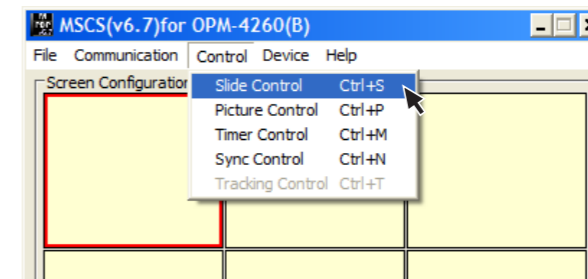 MSCS(v6.7)for OPM-4260(B)
File Communication Control Device Help
Screen Configuration
Slide Control Ctrl+S
Picture Control Ctrl+P
Timer Control Ctrl+M
Sync Control Ctrl+N
Tracking Control Ctrl+T